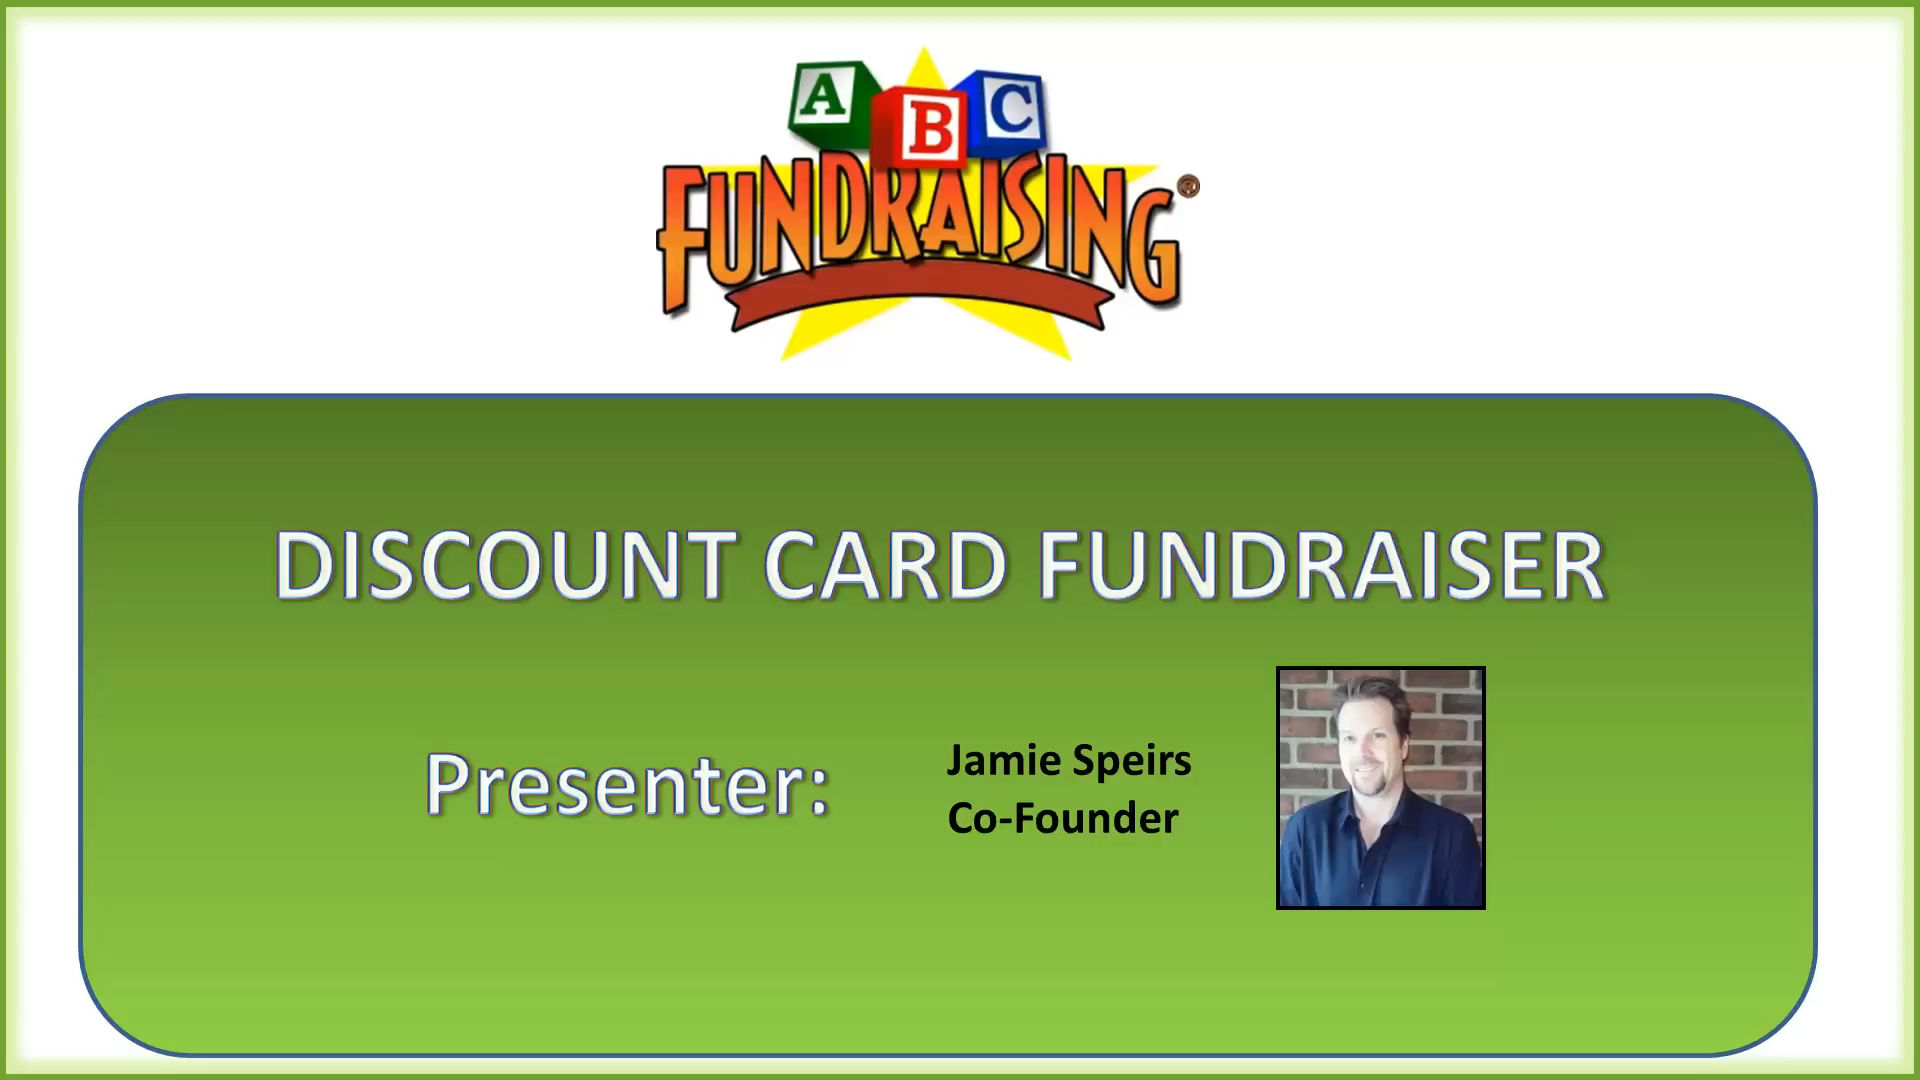 A B C
FUNDRAISING
DISCOUNT CARD FUNDRAISER
Presenter:
Jamie Speirs
Co-Founder